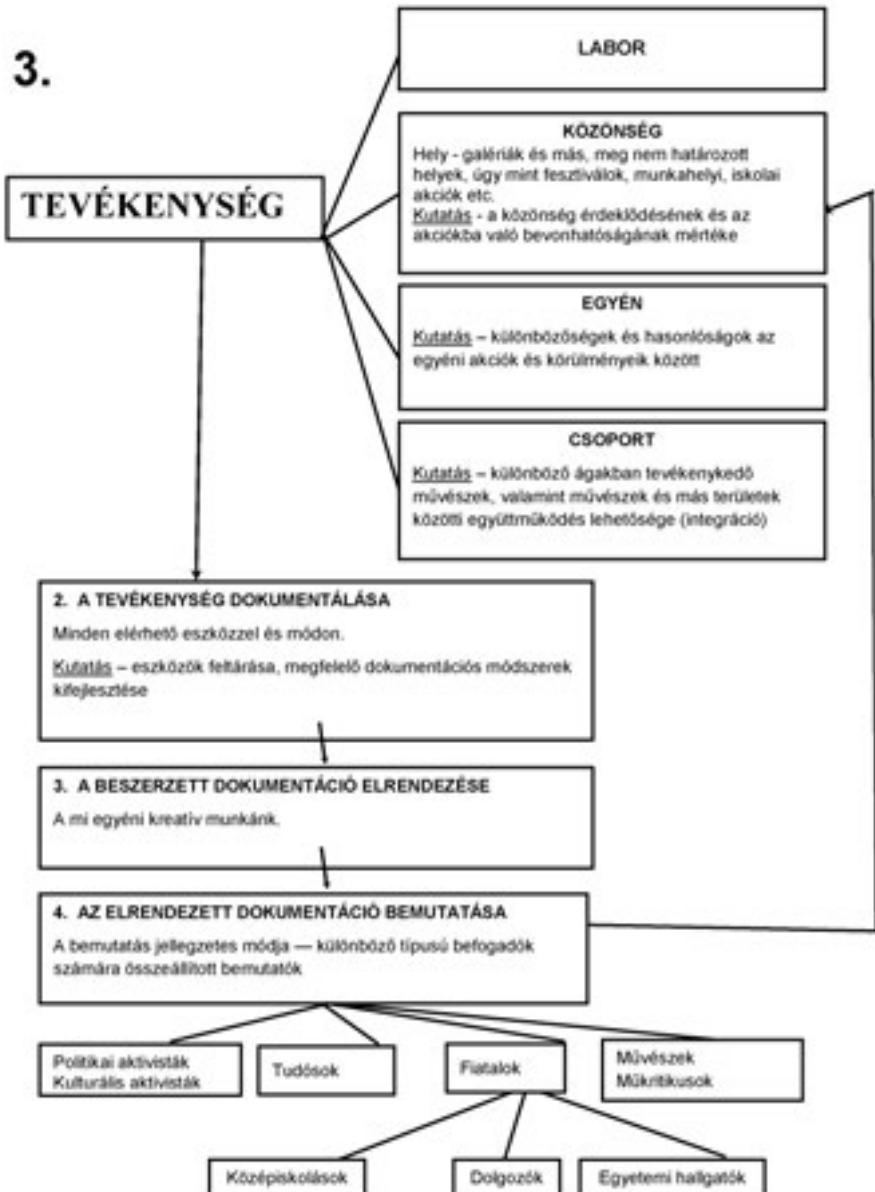 3.
LABOR
TEVÉKENYSÉG
KÖZÖNSÉG
Hely - galériák és más, meg nem határozott
helyek, úgy mint fesztiválok, munkahelyi, iskolai
akciók etc.
Kutatás - a közönség érdeklődésének és az
akciókba való bevonhatóságának mértéke
EGYÉN
Kutatás – különbözőségek és hasonlóságok az
egyéni akciók és körülményeik között
CSOPORT
Kutatás – különböző ágakban tevékenykedő
művészek, valamint művészek és más területek
közötti együttműködés lehetősége (integráció)
2. A TEVÉKENYSÉG DOKUMENTÁLÁSA
Minden elérhető eszközzel és módon.
Kutatás – eszközök feltárása, megfelelő dokumentációs módszerek
kifejlesztése
3. A BESZERZETT DOKUMENTÁCIÓ ELRENDEZÉSE
A mi egyéni kreatív munkánk.
4. AZ ELRENDEZETT DOKUMENTÁCIÓ BEMUTATÁSA
A bemutatás jellegzetes módja — különböző típusú befogadók
számára összeállított bemutatók
Politikai aktivisták
Kulturális aktivisták
Tudósok
Fiatalok
Művészek
Műkritikusok
Középiskolások
Dolgozók
Egyetemi hallgatók